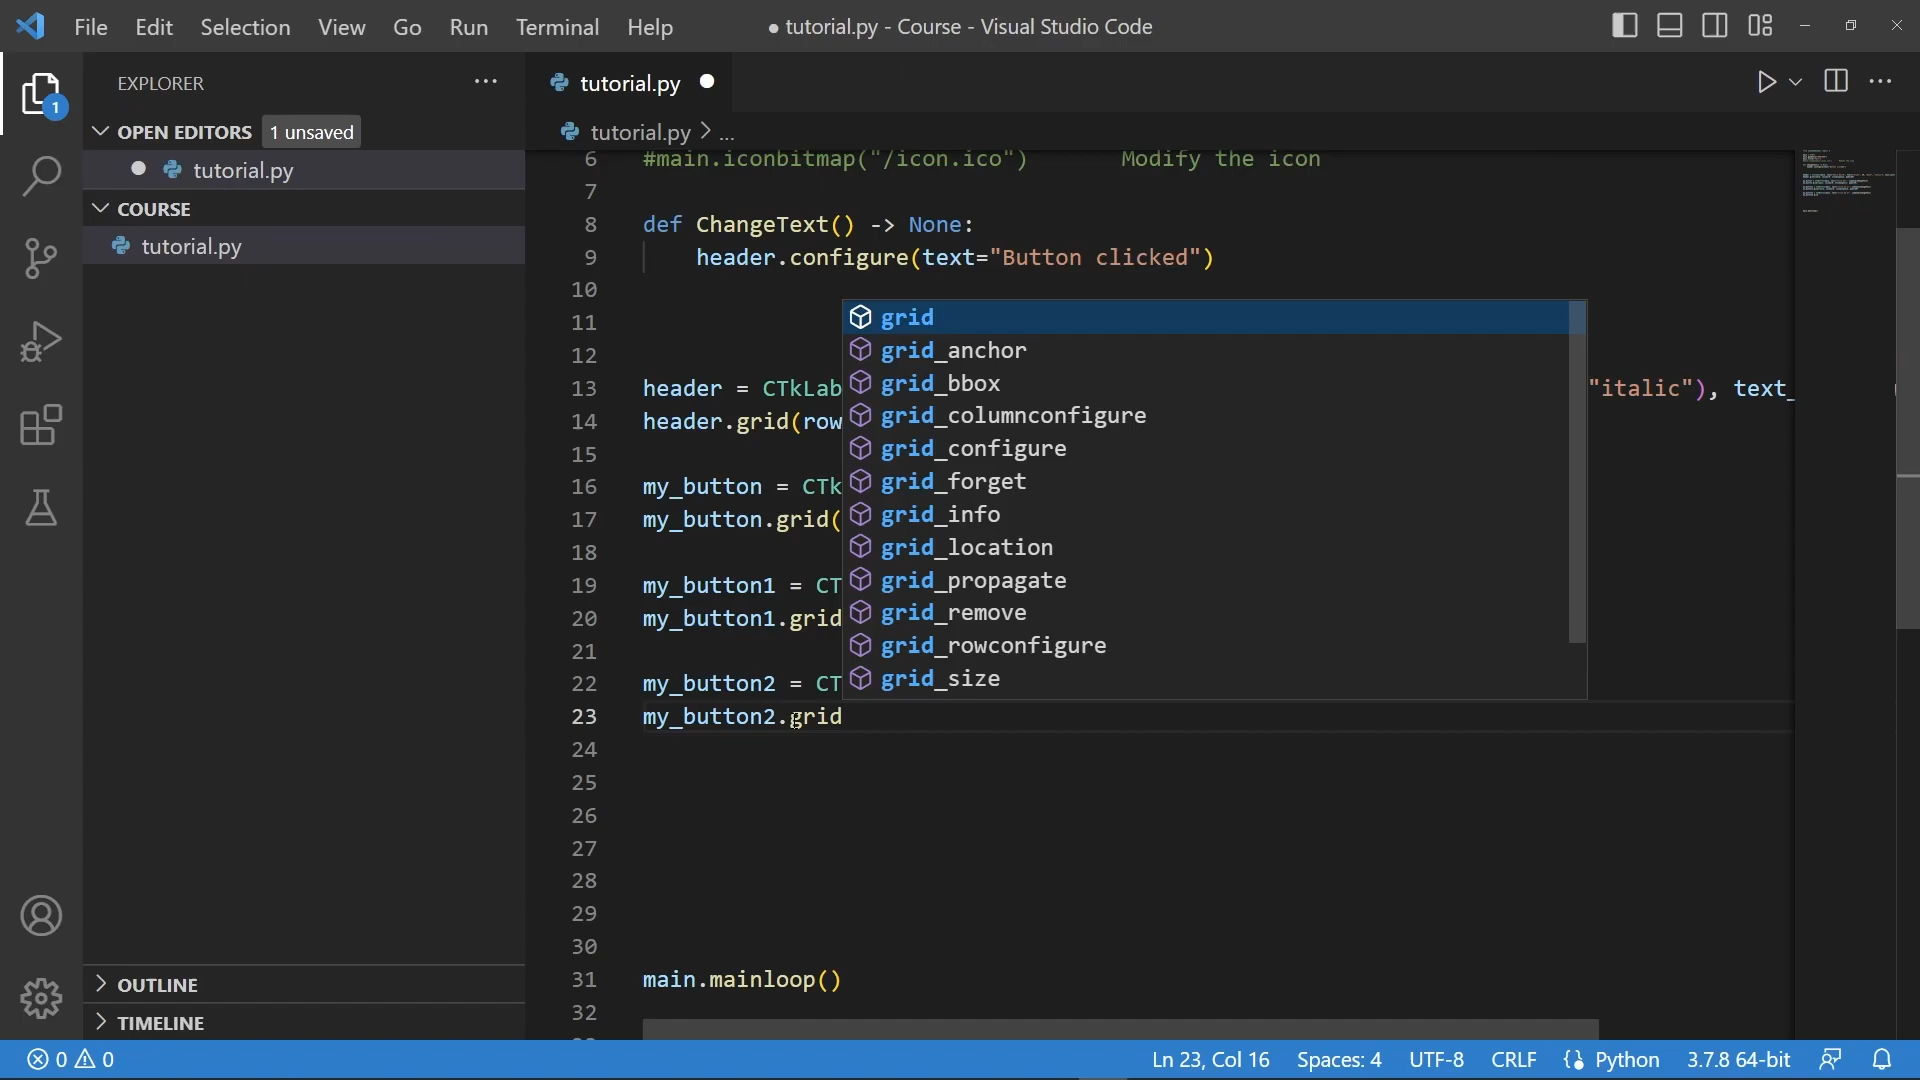 File Edit Selection View Go Run Terminal Help
● tutorial.py - Course - Visual Studio Code
EXPLORER
1
OPEN EDITORS 1 unsaved
tutorial.py
COURSE
tutorial.py
OUTLINE
TIMELINE
tutorial.py
tutorial.py > ...
6 #main.iconbitmap("/icon.ico") Modify the icon
7
8 def ChangeText() -> None:
9 header.configure(text="Button clicked")
10
11
12
13 header = CTkLab "italic"), text_
14 header.grid(row
15
16 my_button = CTk
17 my_button.grid(
18
19 my_button1 = CT
20 my_button1.grid
21
22 my_button2 = CT
23 my_button2.grid
24
25
26
27
28
29
30
31 main.mainloop()
32
grid
grid_anchor
grid_bbox
grid_columnconfigure
grid_configure
grid_forget
grid_info
grid_location
grid_propagate
grid_remove
grid_rowconfigure
grid_size
0 0 Ln 23, Col 16 Spaces: 4 UTF-8 CRLF Python 3.7.8 64-bit